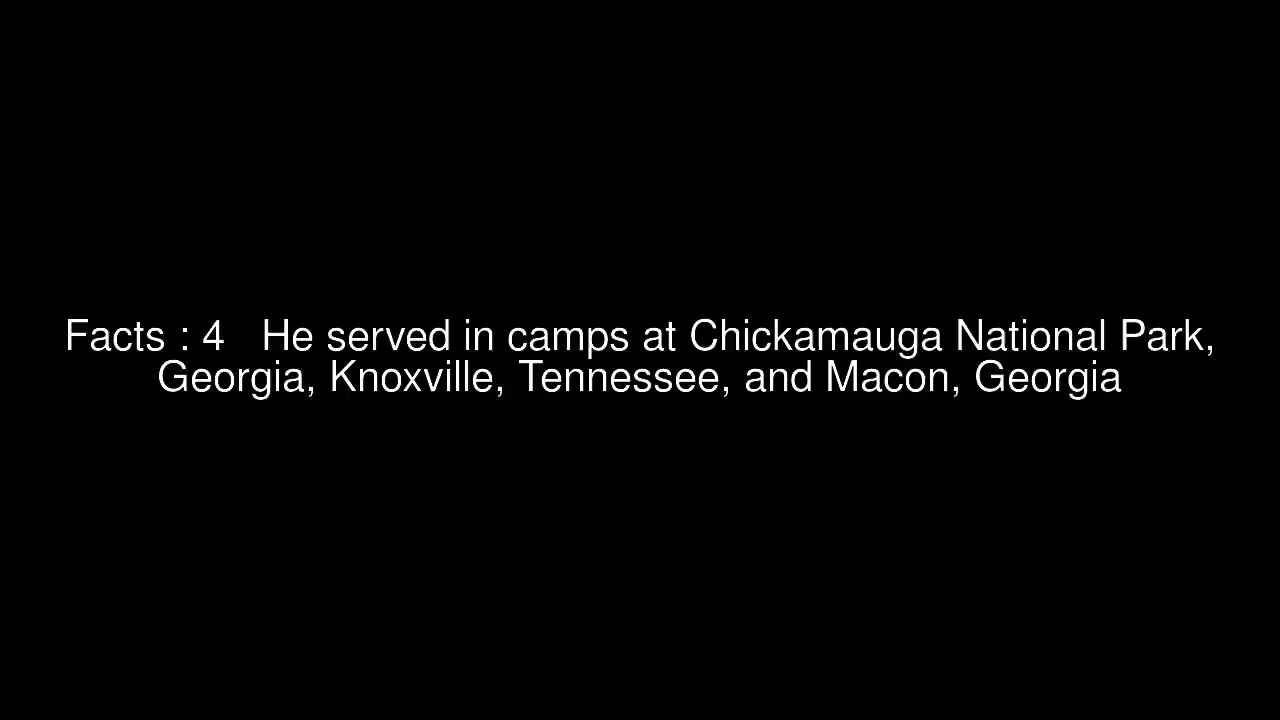 Facts : 4 He served in camps at Chickamauga National Park,
Georgia, Knoxville, Tennessee, and Macon, Georgia